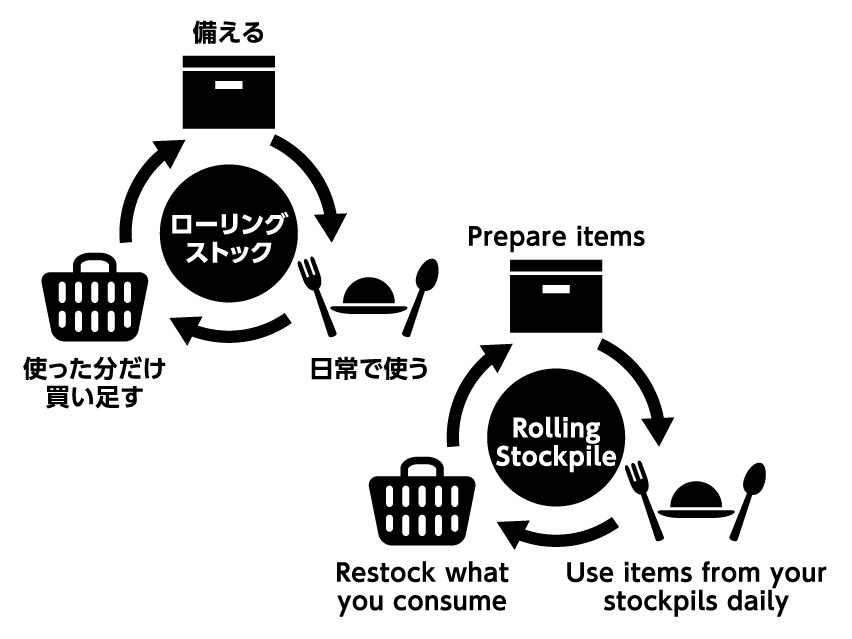 備える
ローリング
ストック
使った分だけ
買い足す
日常で使う
Prepare items
Rolling
Stockpile
Restock what
you consume
Use items from your
stockpils daily